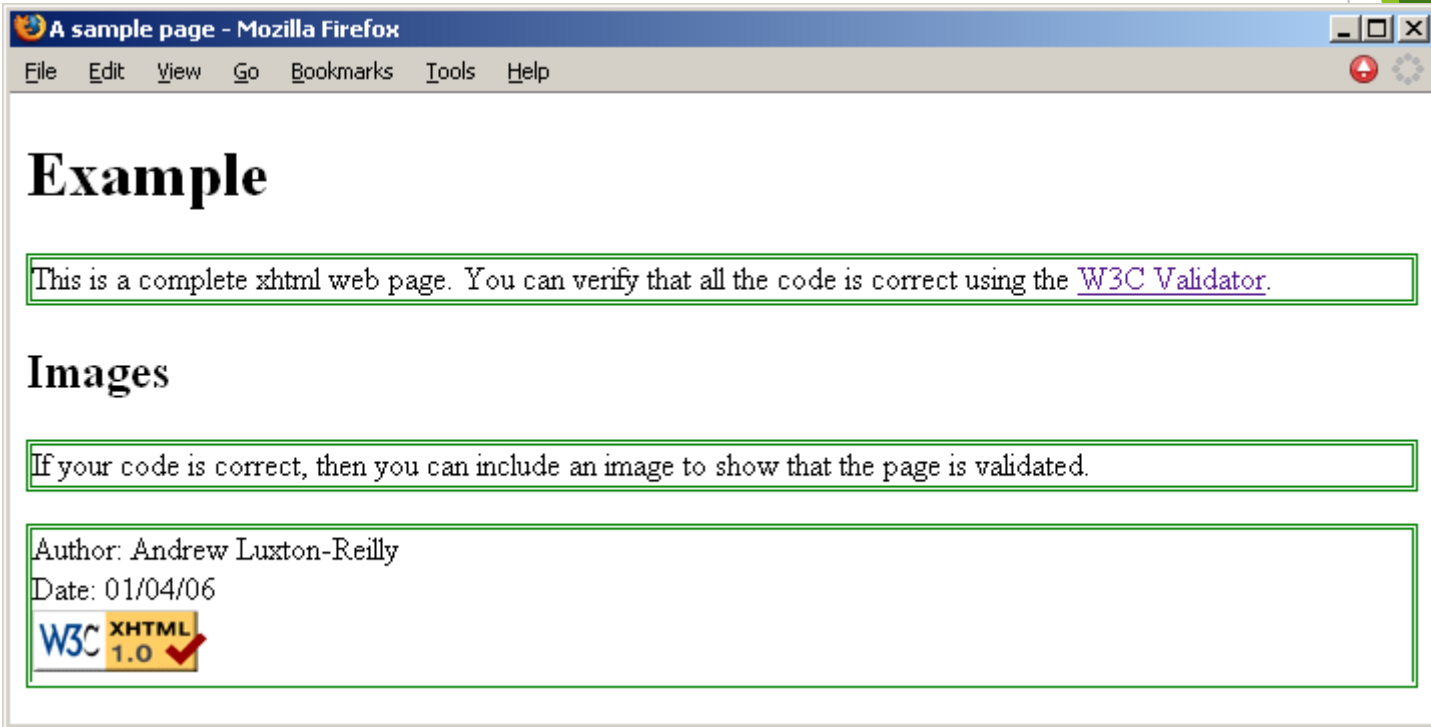 A sample page - Mozilla Firefox
File Edit View Go Bookmarks Tools Help
Example
This is a complete xhtml web page. You can verify that all the code is correct using the W3C Validator.
Images
If your code is correct, then you can include an image to show that the page is validated.
Author: Andrew Luxton-Reilly
Date: 01/04/06
W3C XHTML 1.0